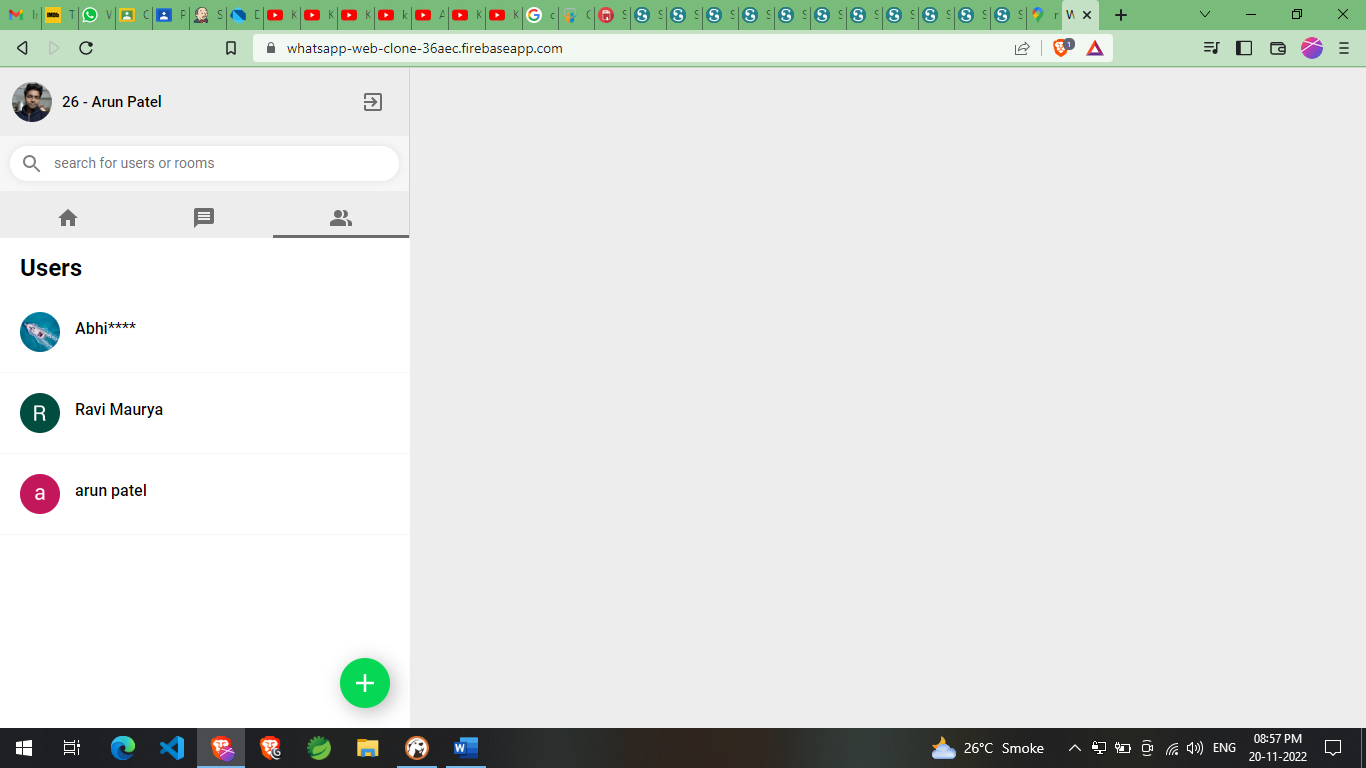 whatsapp-web-clone-36aec.firebaseapp.com
1
26 - Arun Patel
search for users or rooms
Users
Abhi****
R
Ravi Maurya
a
arun patel
26°C Smoke
ENG
08:57 PM
20-11-2022